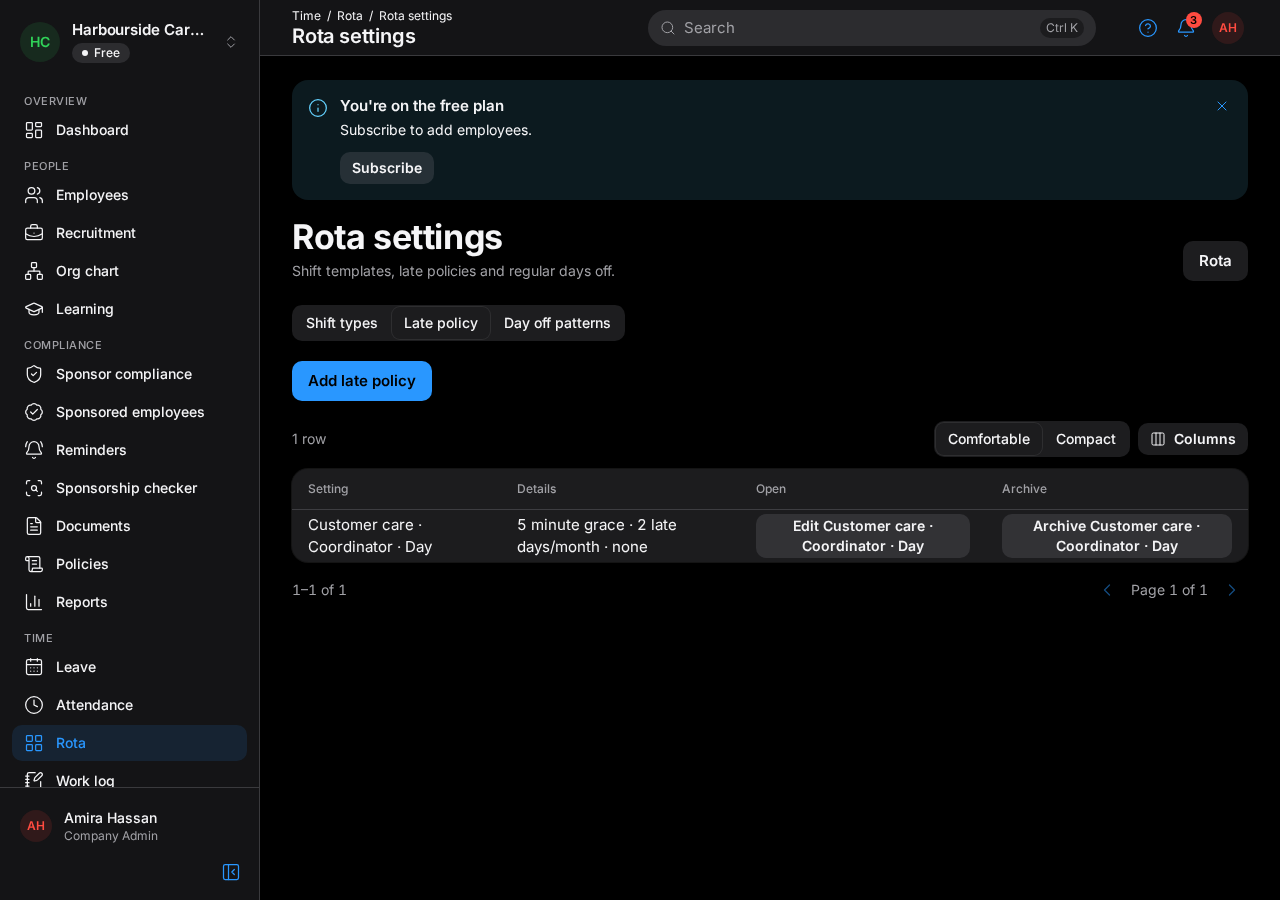 HC
Harbourside Car...
Free
OVERVIEW
Dashboard
PEOPLE
Employees
Recruitment
Org chart
Learning
COMPLIANCE
Sponsor compliance
Sponsored employees
Reminders
Sponsorship checker
Documents
Policies
Reports
TIME
Leave
Attendance
Rota
Work log
AH
Amira Hassan
Company Admin
Time / Rota / Rota settings
Rota settings
Search
Ctrl K
3
AH
You're on the free plan
Subscribe to add employees.
Subscribe
Rota settings
Shift templates, late policies and regular days off.
Rota
Shift types Late policy Day off patterns
Add late policy
1 row
Comfortable Compact Columns
Setting Details Open Archive
Customer care ·
Coordinator · Day
5 minute grace · 2 late
days/month · none
Edit Customer care ·
Coordinator · Day
Archive Customer care ·
Coordinator · Day
1–1 of 1
Page 1 of 1